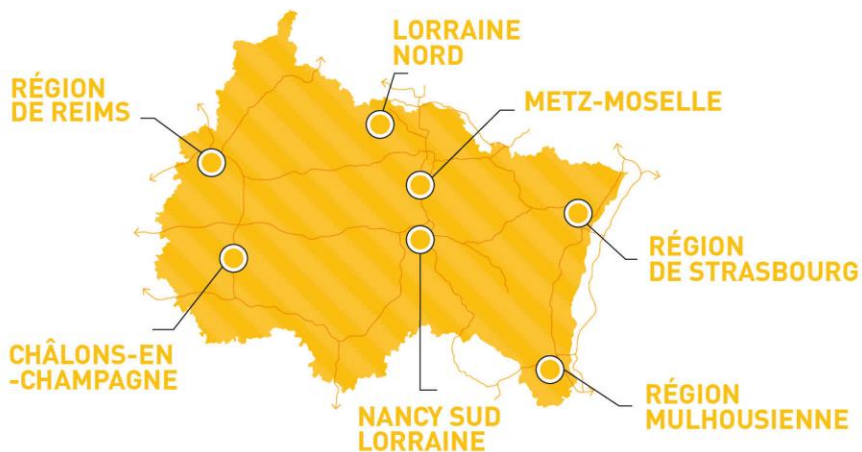 LORRAINE
NORD
RÉGION
DE REIMS
METZ-MOSELLE
RÉGION
DE STRASBOURG
CHÂLONS-EN
-CHAMPAGNE
NANCY SUD
LORRAINE
RÉGION
MULHOUSIENNE